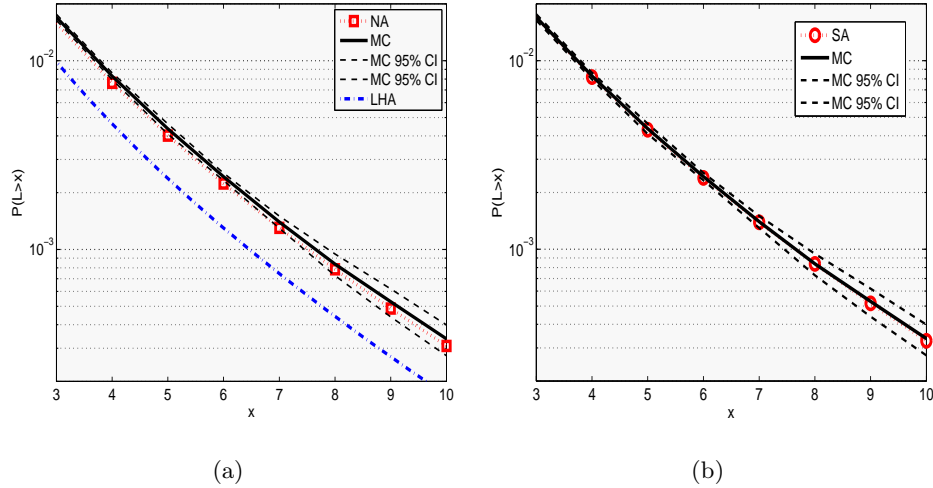 NA
MC
MC 95% CI
MC 95% CI
LHA
10⁻²
10⁻³
P(L>x)
3 4 5 6 7 8 9 10
x
(a)
SA
MC
MC 95% CI
MC 95% CI
10⁻²
10⁻³
P(L>x)
3 4 5 6 7 8 9 10
x
(b)